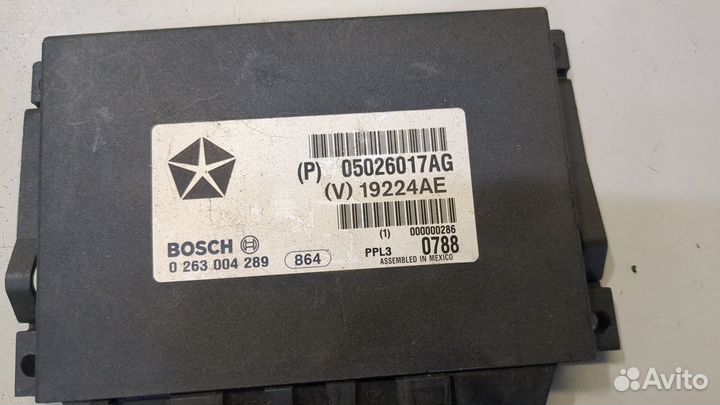 (P) 05026017AG
(V) 19224AE
(1) 000000286
BOSCH
0 263 004 289 864
PPL3 0788
ASSEMBLED IN MEXICO
Avito